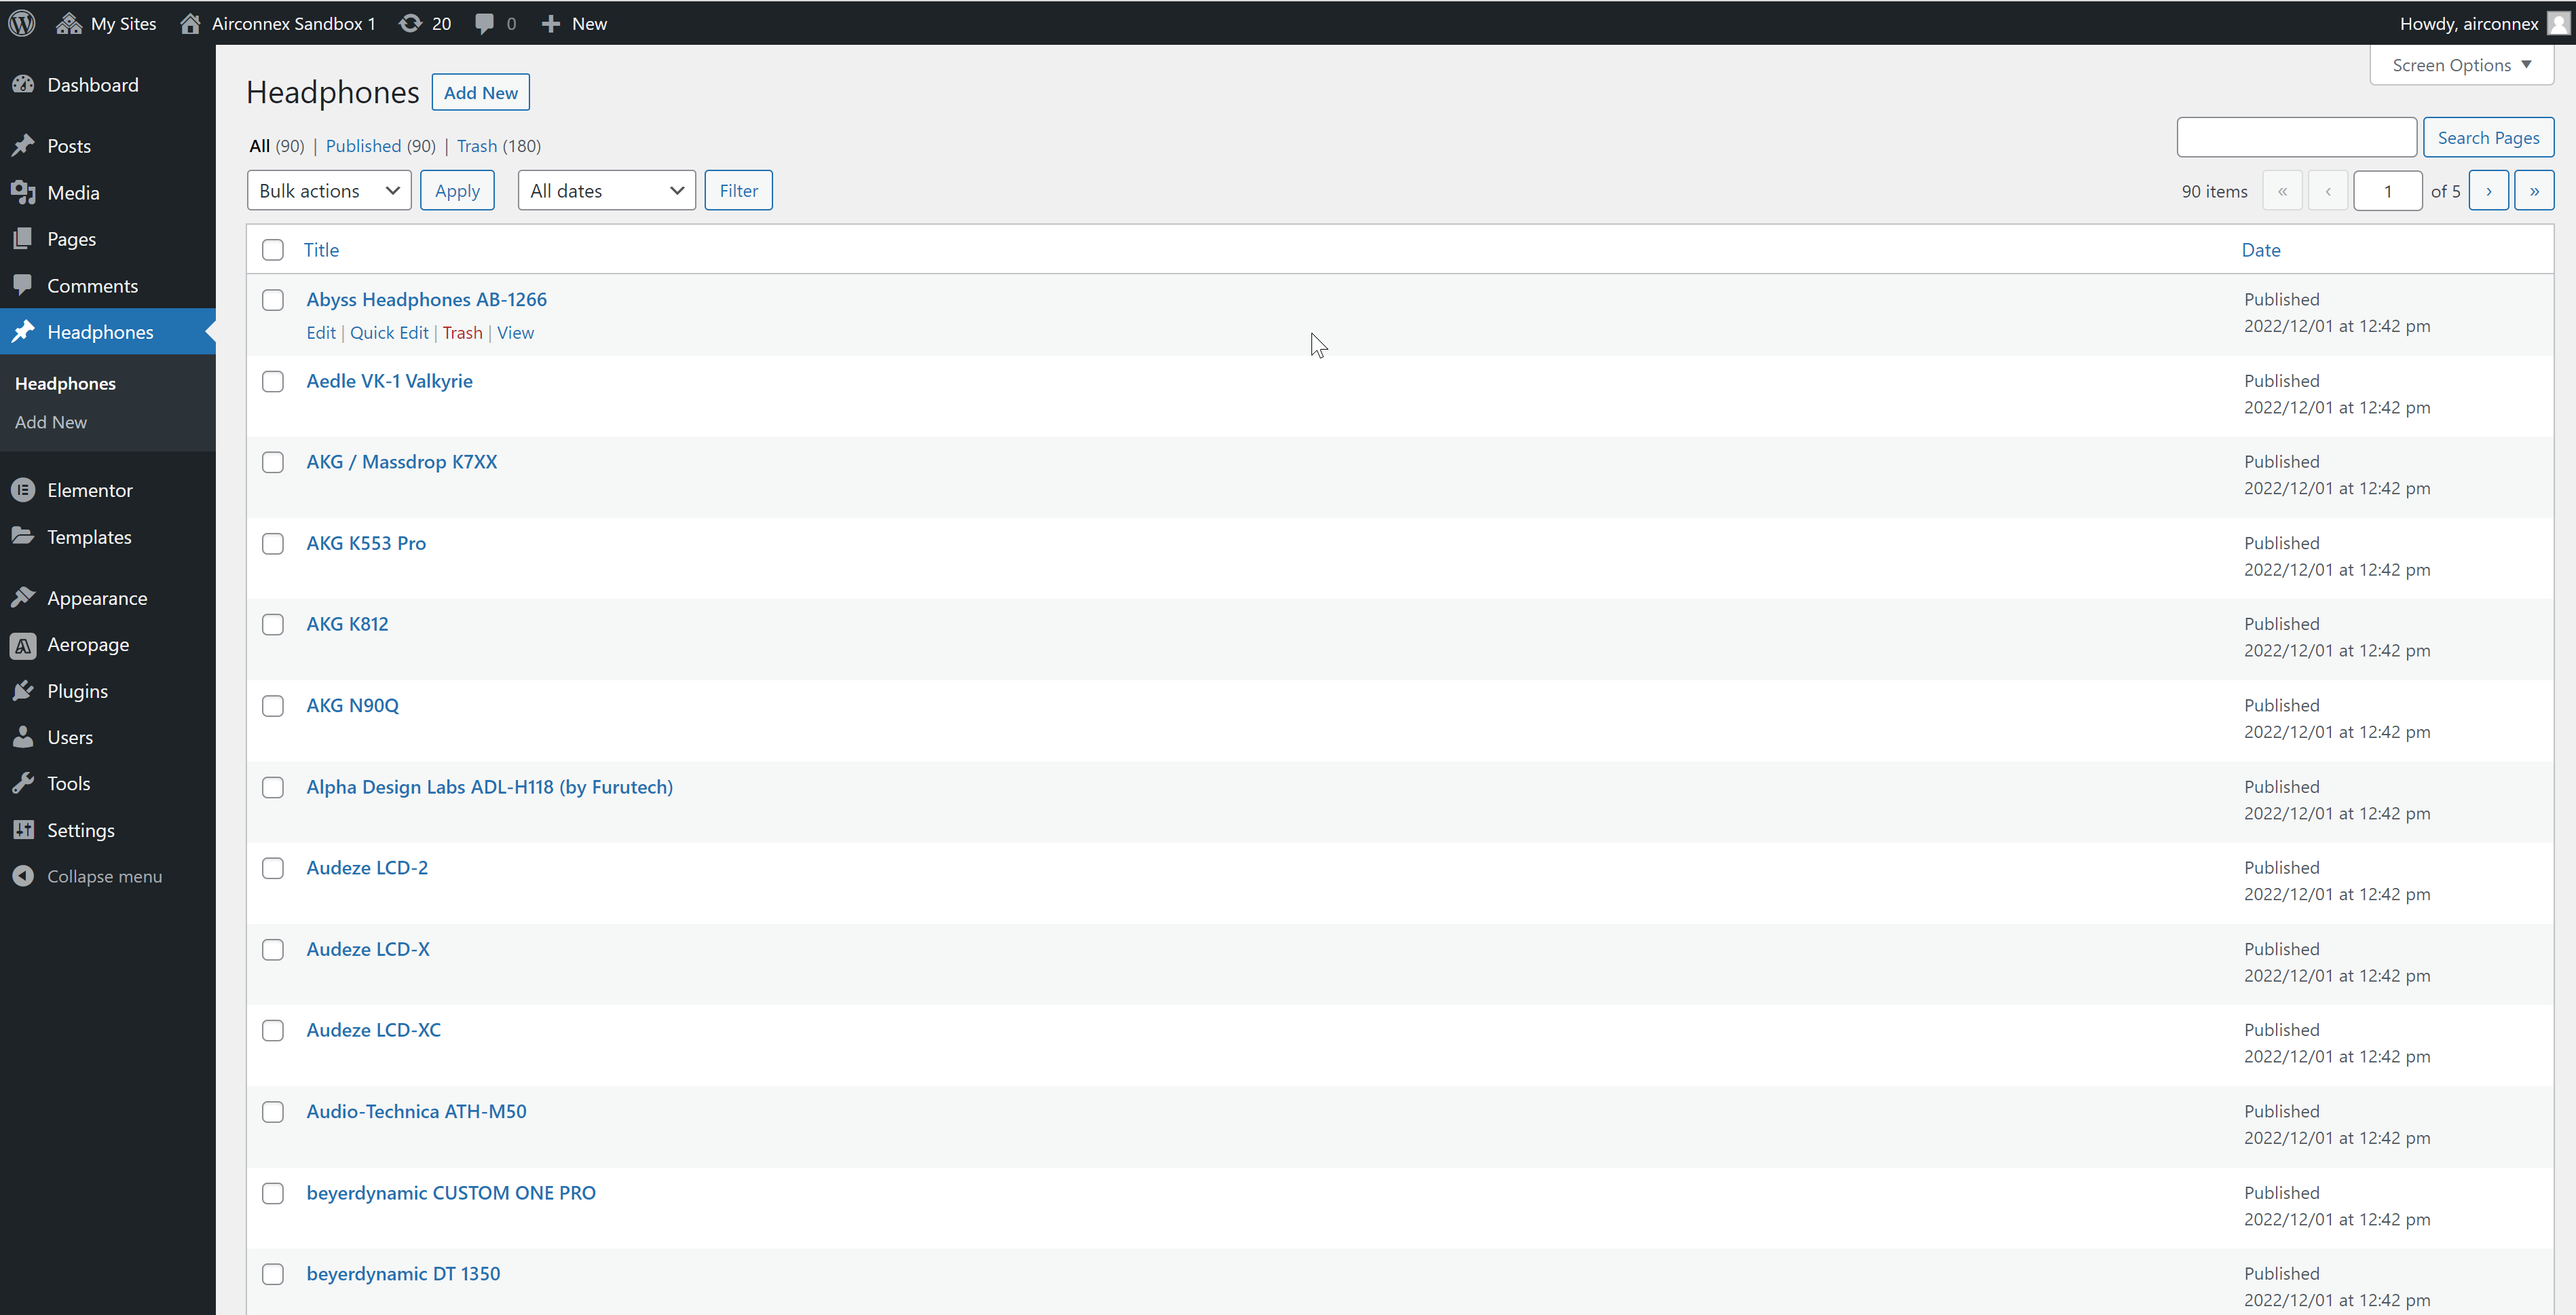 My Sites Airconnex Sandbox 1 20 0 New Howdy, airconnex
Screen Options
Dashboard
Posts
Media
Pages
Comments
Headphones
Headphones
Add New
Elementor
Templates
Appearance
Aeropage
Plugins
Users
Tools
Settings
Collapse menu
Headphones Add New
All (90) | Published (90) | Trash (180)
Search Pages
Bulk actions Apply All dates Filter 90 items « ‹ 1 of 5 › »
Title Date
Abyss Headphones AB-1266 Published
Edit | Quick Edit | Trash | View 2022/12/01 at 12:42 pm
Aedle VK-1 Valkyrie Published
2022/12/01 at 12:42 pm
AKG / Massdrop K7XX Published
2022/12/01 at 12:42 pm
AKG K553 Pro Published
2022/12/01 at 12:42 pm
AKG K812 Published
2022/12/01 at 12:42 pm
AKG N90Q Published
2022/12/01 at 12:42 pm
Alpha Design Labs ADL-H118 (by Furutech) Published
2022/12/01 at 12:42 pm
Audeze LCD-2 Published
2022/12/01 at 12:42 pm
Audeze LCD-X Published
2022/12/01 at 12:42 pm
Audeze LCD-XC Published
2022/12/01 at 12:42 pm
Audio-Technica ATH-M50 Published
2022/12/01 at 12:42 pm
beyerdynamic CUSTOM ONE PRO Published
2022/12/01 at 12:42 pm
beyerdynamic DT 1350 Published
2022/12/01 at 12:42 pm